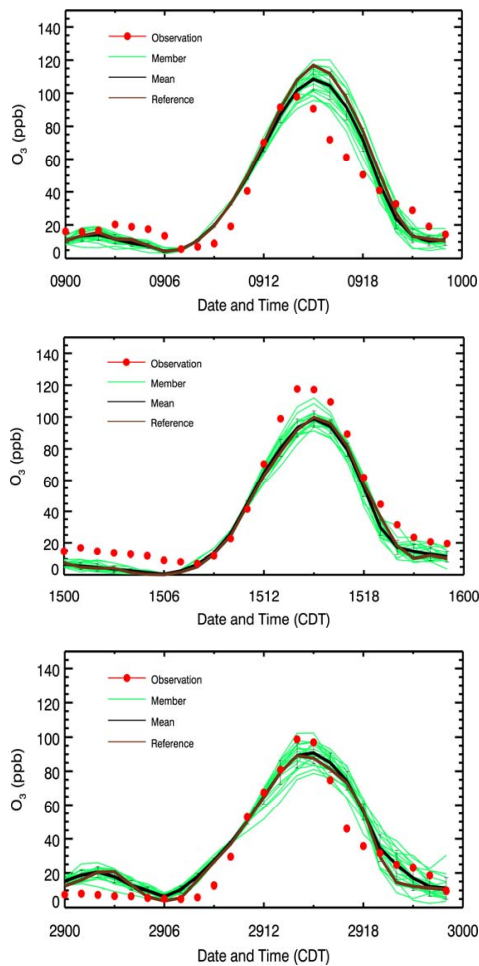 140
120
100
80
60
40
20
0
O₃ (ppb)
Observation
Member
Mean
Reference
0900 0906 0912 0918 1000
Date and Time (CDT)
140
120
100
80
60
40
20
0
O₃ (ppb)
Observation
Member
Mean
Reference
1500 1506 1512 1518 1600
Date and Time (CDT)
140
120
100
80
60
40
20
0
O₃ (ppb)
Observation
Member
Mean
Reference
2900 2906 2912 2918 3000
Date and Time (CDT)